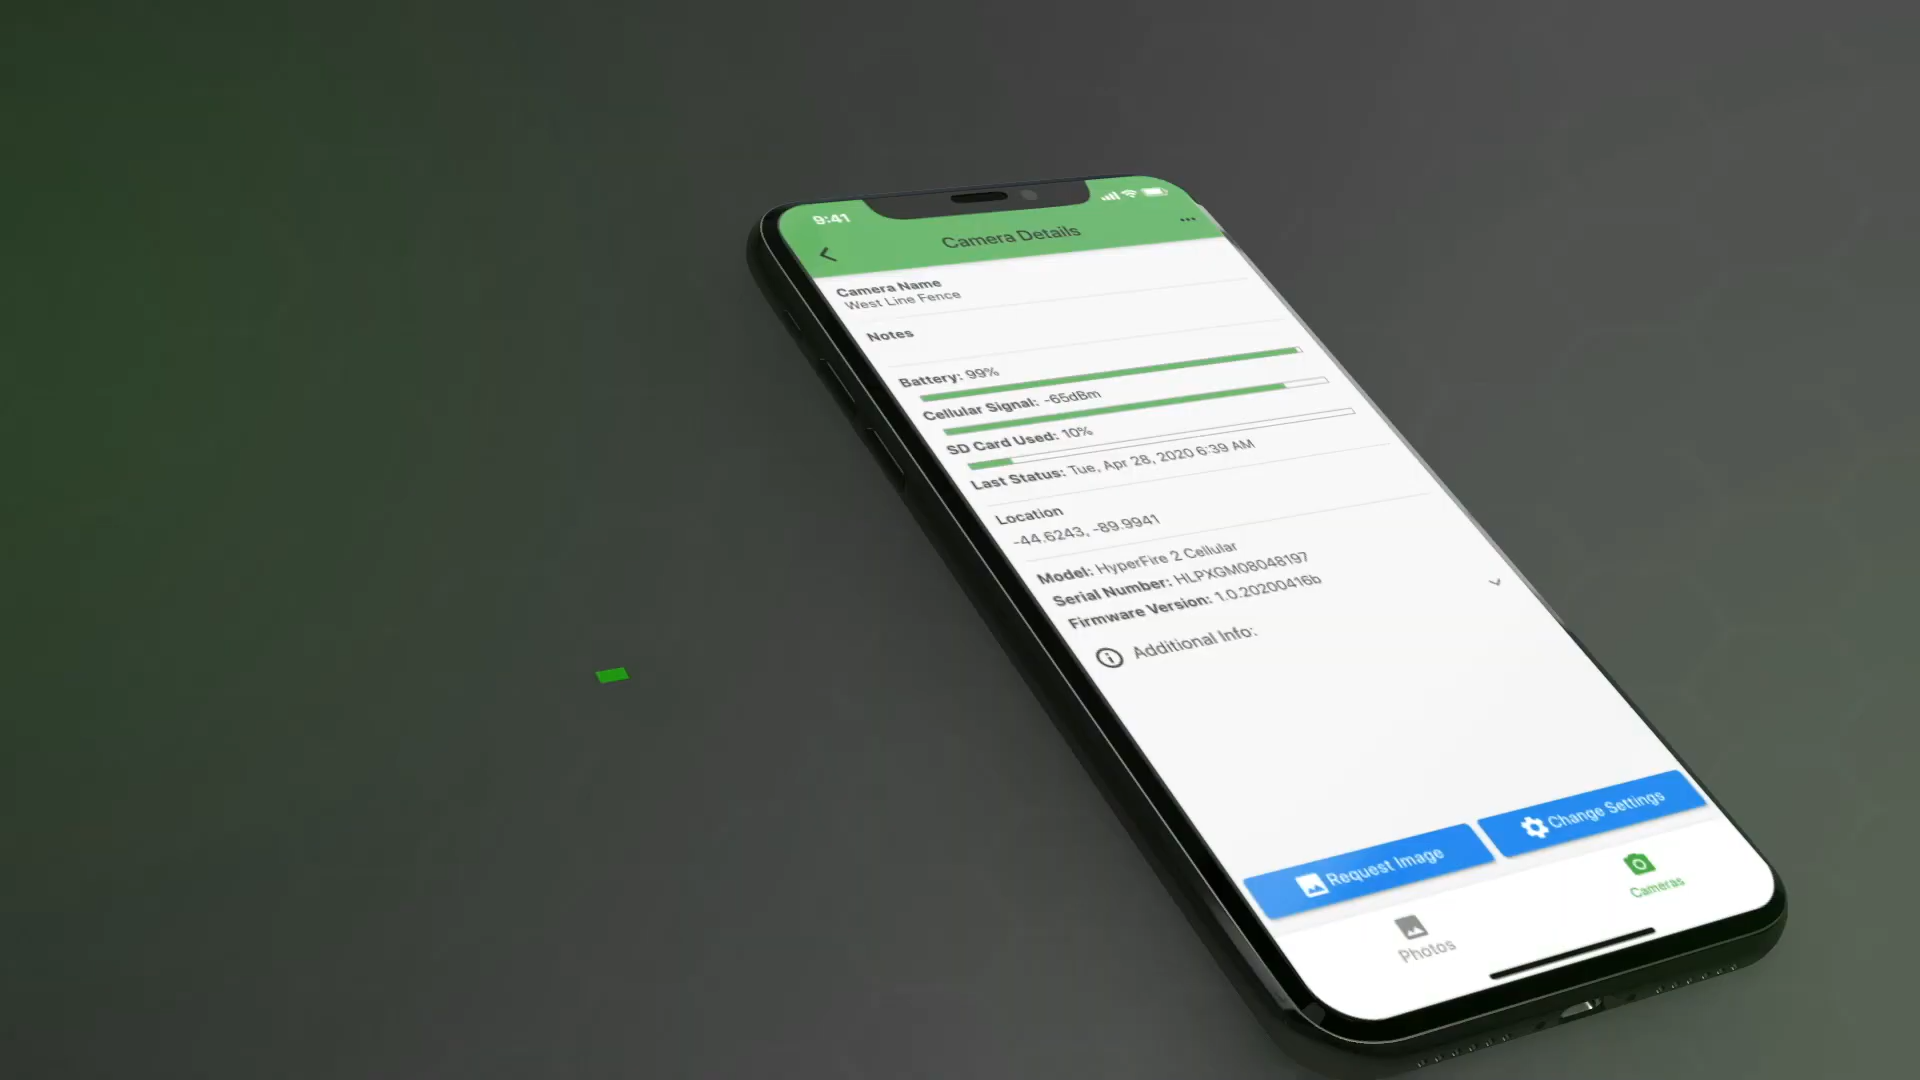 9:41
Camera Details
Camera Name
West Line Fence
Notes
Battery: 99%
Cellular Signal: -65dBm
SD Card Used: 10%
Last Status: Tue, Apr 28, 2020 6:39 AM
Location
-44.6243, -89.9941
Model: HyperFire 2 Cellular
Serial Number: HLPXGM08048197
Firmware Version: 1.0.20200416b
Additional Info:
Request Image
Change Settings
Photos
Cameras